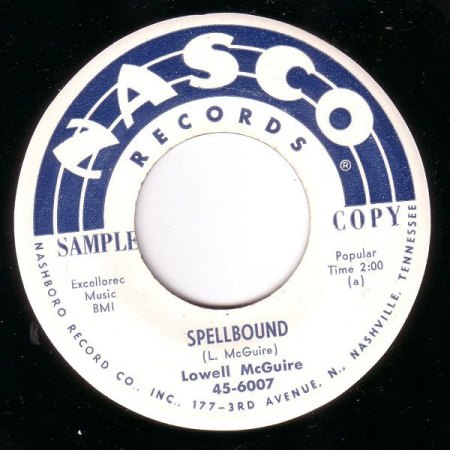 NASCO
RECORDS
®
SAMPLE COPY
Excellorec
Music
BMI
Popular
Time 2:00
(a)
SPELLBOUND
(L. McGuire)
Lowell McGuire
45-6007
NASHBORO RECORD CO., INC., 177-3RD AVENUE, N., NASHVILLE, TENNESSEE